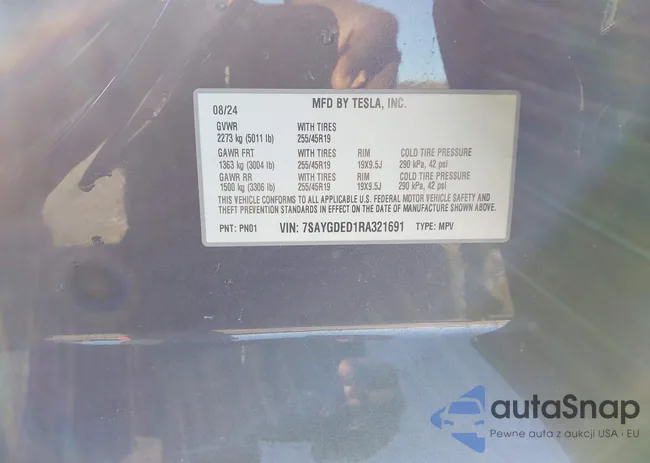 MFD BY TESLA, INC.
08/24
GVWR WITH TIRES
2273 kg (5011 lb) 255/45R19
GAWR FRT WITH TIRES RIM COLD TIRE PRESSURE
1363 kg (3004 lb) 255/45R19 19X9.5J 290 kPa, 42 psi
GAWR RR WITH TIRES RIM COLD TIRE PRESSURE
1500 kg (3306 lb) 255/45R19 19X9.5J 290 kPa, 42 psi
THIS VEHICLE CONFORMS TO ALL APPLICABLE U.S. FEDERAL MOTOR VEHICLE SAFETY AND
THEFT PREVENTION STANDARDS IN EFFECT ON THE DATE OF MANUFACTURE SHOWN ABOVE.
PNT: PN01 VIN: 7SAYGDED1RA321691 TYPE: MPV
autaSnap
Pewne auta z aukcji USA i EU